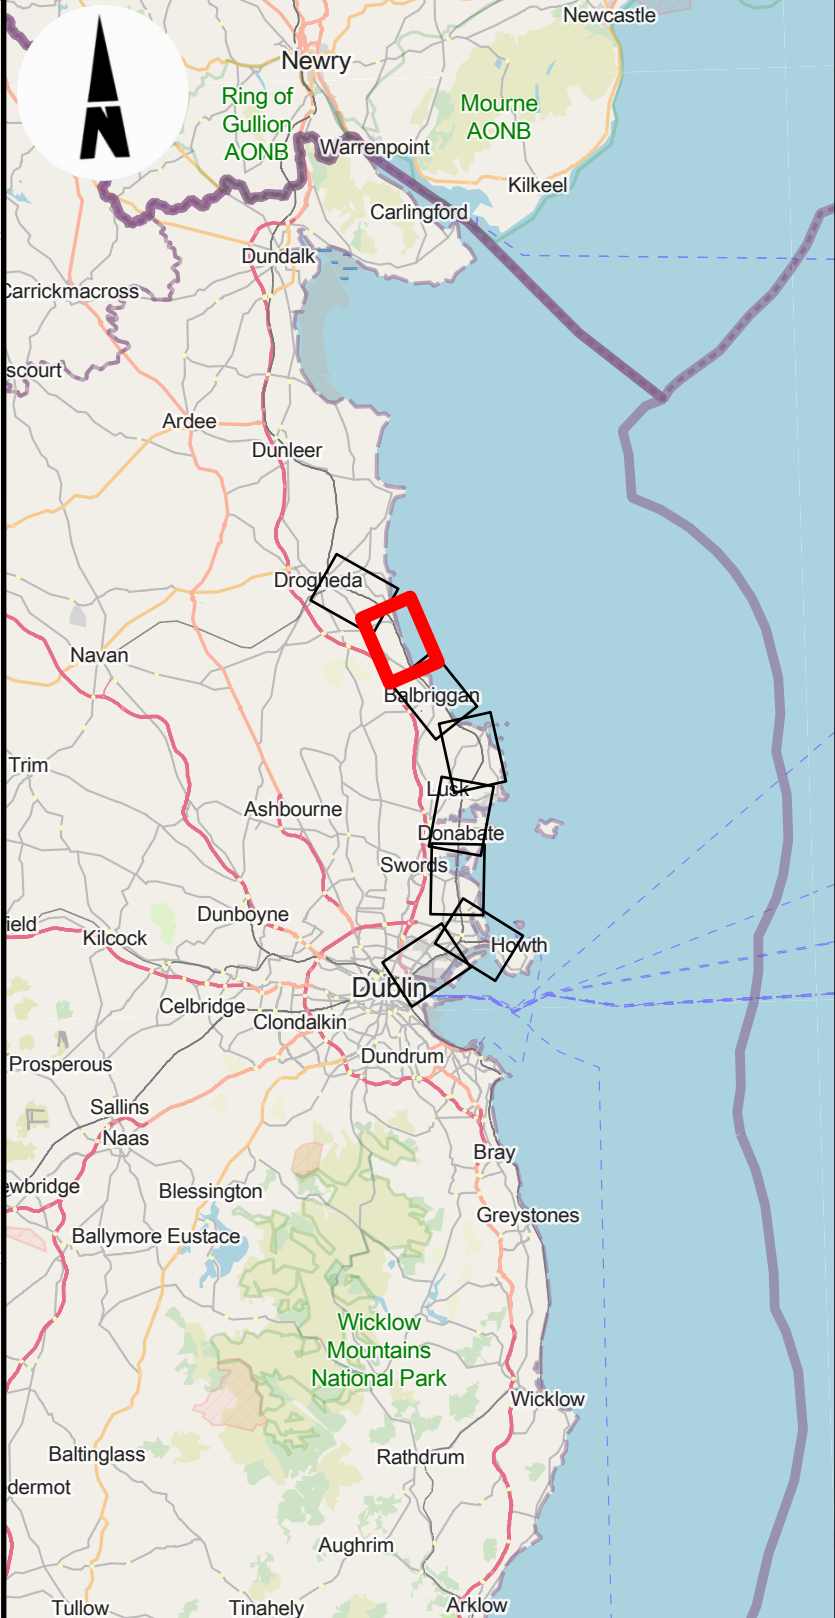 Newcastle
Newry
Ring of
Gullion
AONB
Mourne
AONB
N
Warrenpoint
Kilkeel
Carlingford
Dundalk
Carrickmacross
scourt
Ardee
Dunleer
Drogheda
Navan
Balbriggan
Trim
Lusk
Ashbourne
Donabate
Swords
Dunboyne
ield
Kilcock
Howth
Dublin
Celbridge
Clondalkin
Dundrum
Prosperous
Sallins
Naas
Bray
ewbridge
Blessington
Greystones
Ballymore Eustace
Wicklow
Mountains
National Park
Wicklow
Baltinglass
Rathdrum
dermot
Aughrim
Tullow
Tinahely
Arklow